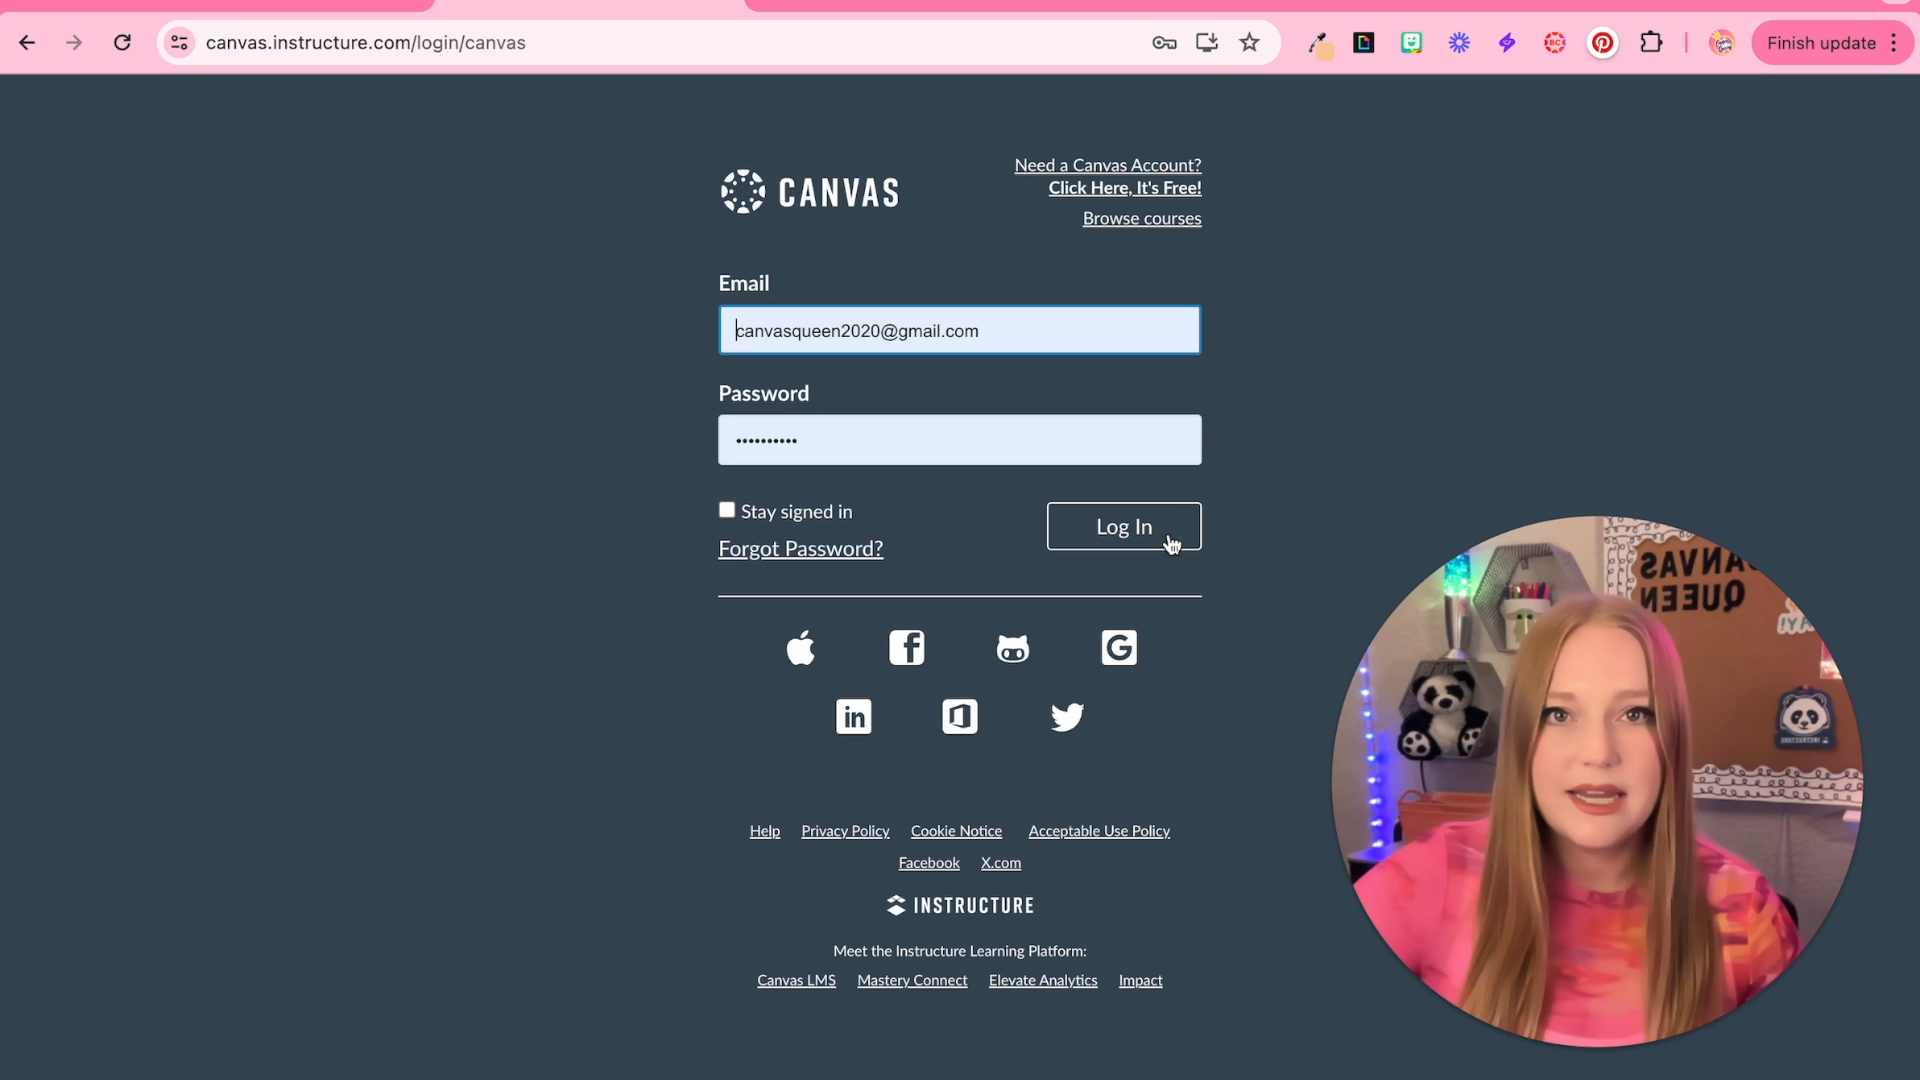 canvas.instructure.com/login/canvas
Finish update
CANVAS
Need a Canvas Account?
Click Here, It's Free!
Browse courses
Email
canvasqueen2020@gmail.com
Password
••••••••••
Stay signed in
Log In
Forgot Password?
Help Privacy Policy Cookie Notice Acceptable Use Policy
Facebook X.com
INSTRUCTURE
Meet the Instructure Learning Platform:
Canvas LMS Mastery Connect Elevate Analytics Impact
CANVAS
QUEEN